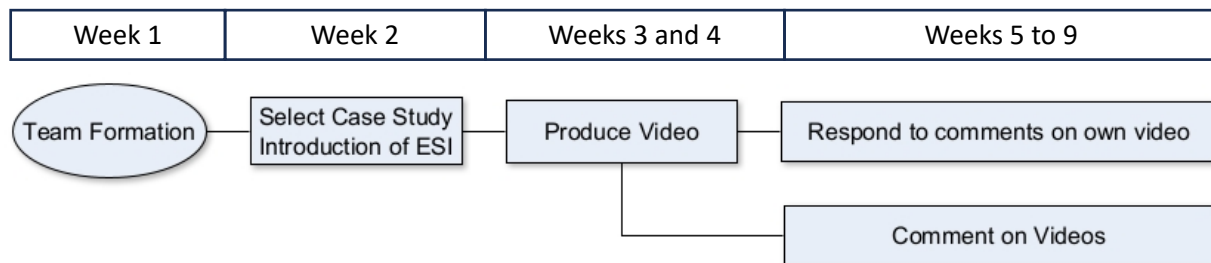 Week 1
Week 2
Weeks 3 and 4
Weeks 5 to 9
Team Formation
Select Case Study
Introduction of ESI
Produce Video
Respond to comments on own video
Comment on Videos